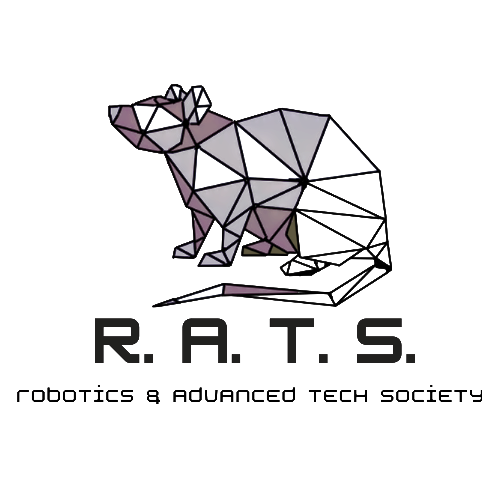 R. A. T. S.
ROBOTICS & ADVANCED TECH SOCIETY